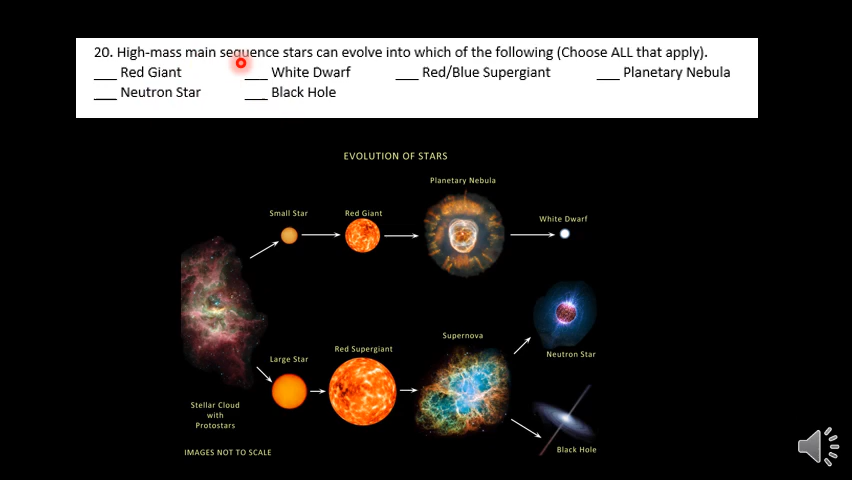 20. High-mass main sequence stars can evolve into which of the following (Choose ALL that apply).
___ Red Giant ___ White Dwarf ___ Red/Blue Supergiant ___ Planetary Nebula
___ Neutron Star ___ Black Hole
EVOLUTION OF STARS
Planetary Nebula
Small Star Red Giant White Dwarf
Supernova
Red Supergiant
Large Star Neutron Star
Stellar Cloud
with
Protostars
Black Hole
IMAGES NOT TO SCALE